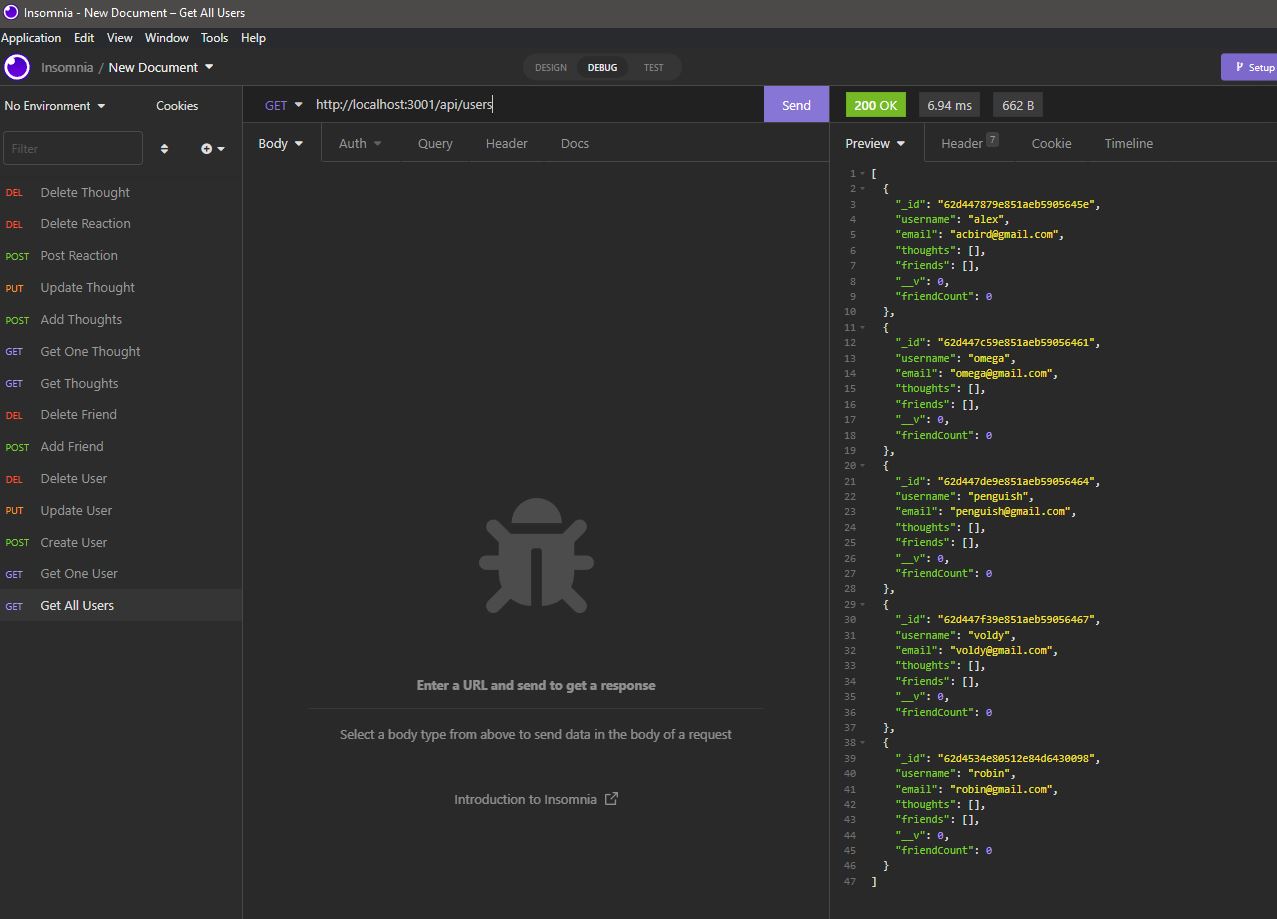 Insomnia - New Document – Get All Users
Application Edit View Window Tools Help
Insomnia / New Document
DESIGN DEBUG TEST
Setup
No Environment
Cookies
GET http://localhost:3001/api/users
Send
200 OK
6.94 ms
662 B
Filter
Body Auth Query Header Docs
Preview Header 7 Cookie Timeline
DEL Delete Thought
DEL Delete Reaction
POST Post Reaction
PUT Update Thought
POST Add Thoughts
GET Get One Thought
GET Get Thoughts
DEL Delete Friend
POST Add Friend
DEL Delete User
PUT Update User
POST Create User
GET Get One User
GET Get All Users
Enter a URL and send to get a response
Select a body type from above to send data in the body of a request
Introduction to Insomnia
1 [
2 {
3 "_id": "62d447879e851aeb5905645e",
4 "username": "alex",
5 "email": "acbird@gmail.com",
6 "thoughts": [],
7 "friends": [],
8 "__v": 0,
9 "friendCount": 0
10 },
11 {
12 "_id": "62d447c59e851aeb59056461",
13 "username": "omega",
14 "email": "omega@gmail.com",
15 "thoughts": [],
16 "friends": [],
17 "__v": 0,
18 "friendCount": 0
19 },
20 {
21 "_id": "62d447de9e851aeb59056464",
22 "username": "penguish",
23 "email": "penguish@gmail.com",
24 "thoughts": [],
25 "friends": [],
26 "__v": 0,
27 "friendCount": 0
28 },
29 {
30 "_id": "62d447f39e851aeb59056467",
31 "username": "voldy",
32 "email": "voldy@gmail.com",
33 "thoughts": [],
34 "friends": [],
35 "__v": 0,
36 "friendCount": 0
37 },
38 {
39 "_id": "62d4534e80512e84d6430098",
40 "username": "robin",
41 "email": "robin@gmail.com",
42 "thoughts": [],
43 "friends": [],
44 "__v": 0,
45 "friendCount": 0
46 }
47 ]